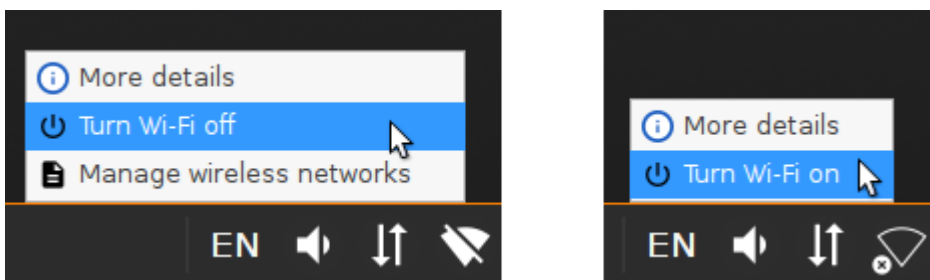 More details
Turn Wi-Fi off
Manage wireless networks
EN
More details
Turn Wi-Fi on
EN